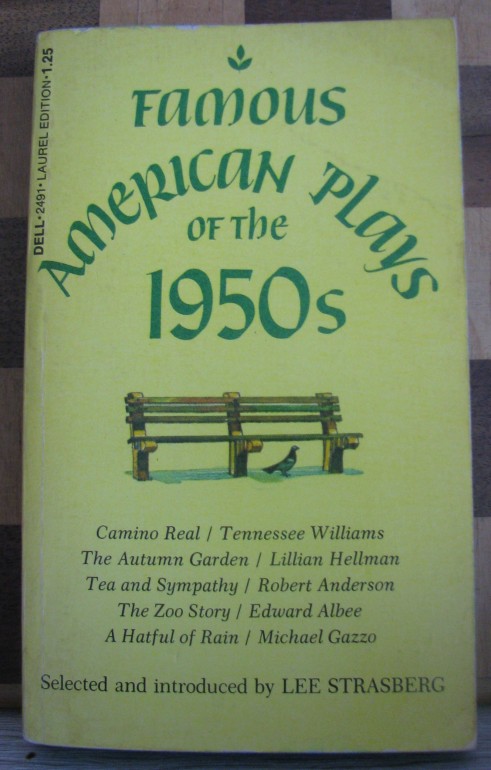 DELL • 2491 • LAUREL EDITION • 1.25
FAMOUS
AMERICAN PLAYS
OF THE
1950s
Camino Real / Tennessee Williams
The Autumn Garden / Lillian Hellman
Tea and Sympathy / Robert Anderson
The Zoo Story / Edward Albee
A Hatful of Rain / Michael Gazzo
Selected and introduced by LEE STRASBERG